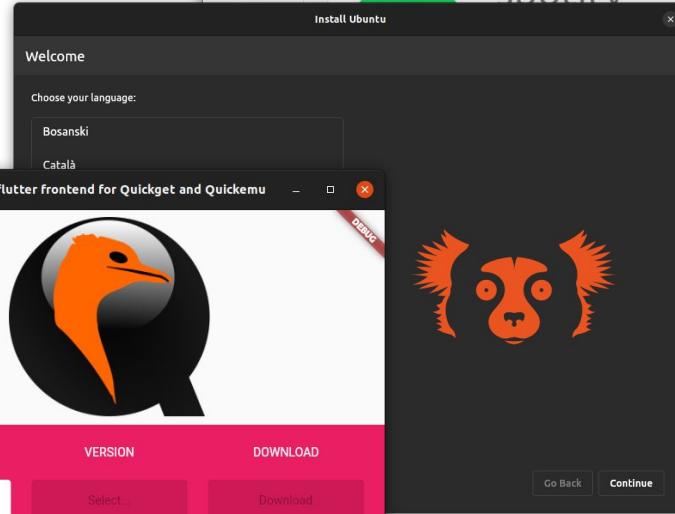 Install Ubuntu
Welcome
Choose your language:
Bosanski
Català
flutter frontend for Quickget and Quickemu
DEBUG
VERSION
DOWNLOAD
Select...
Download
Go Back
Continue